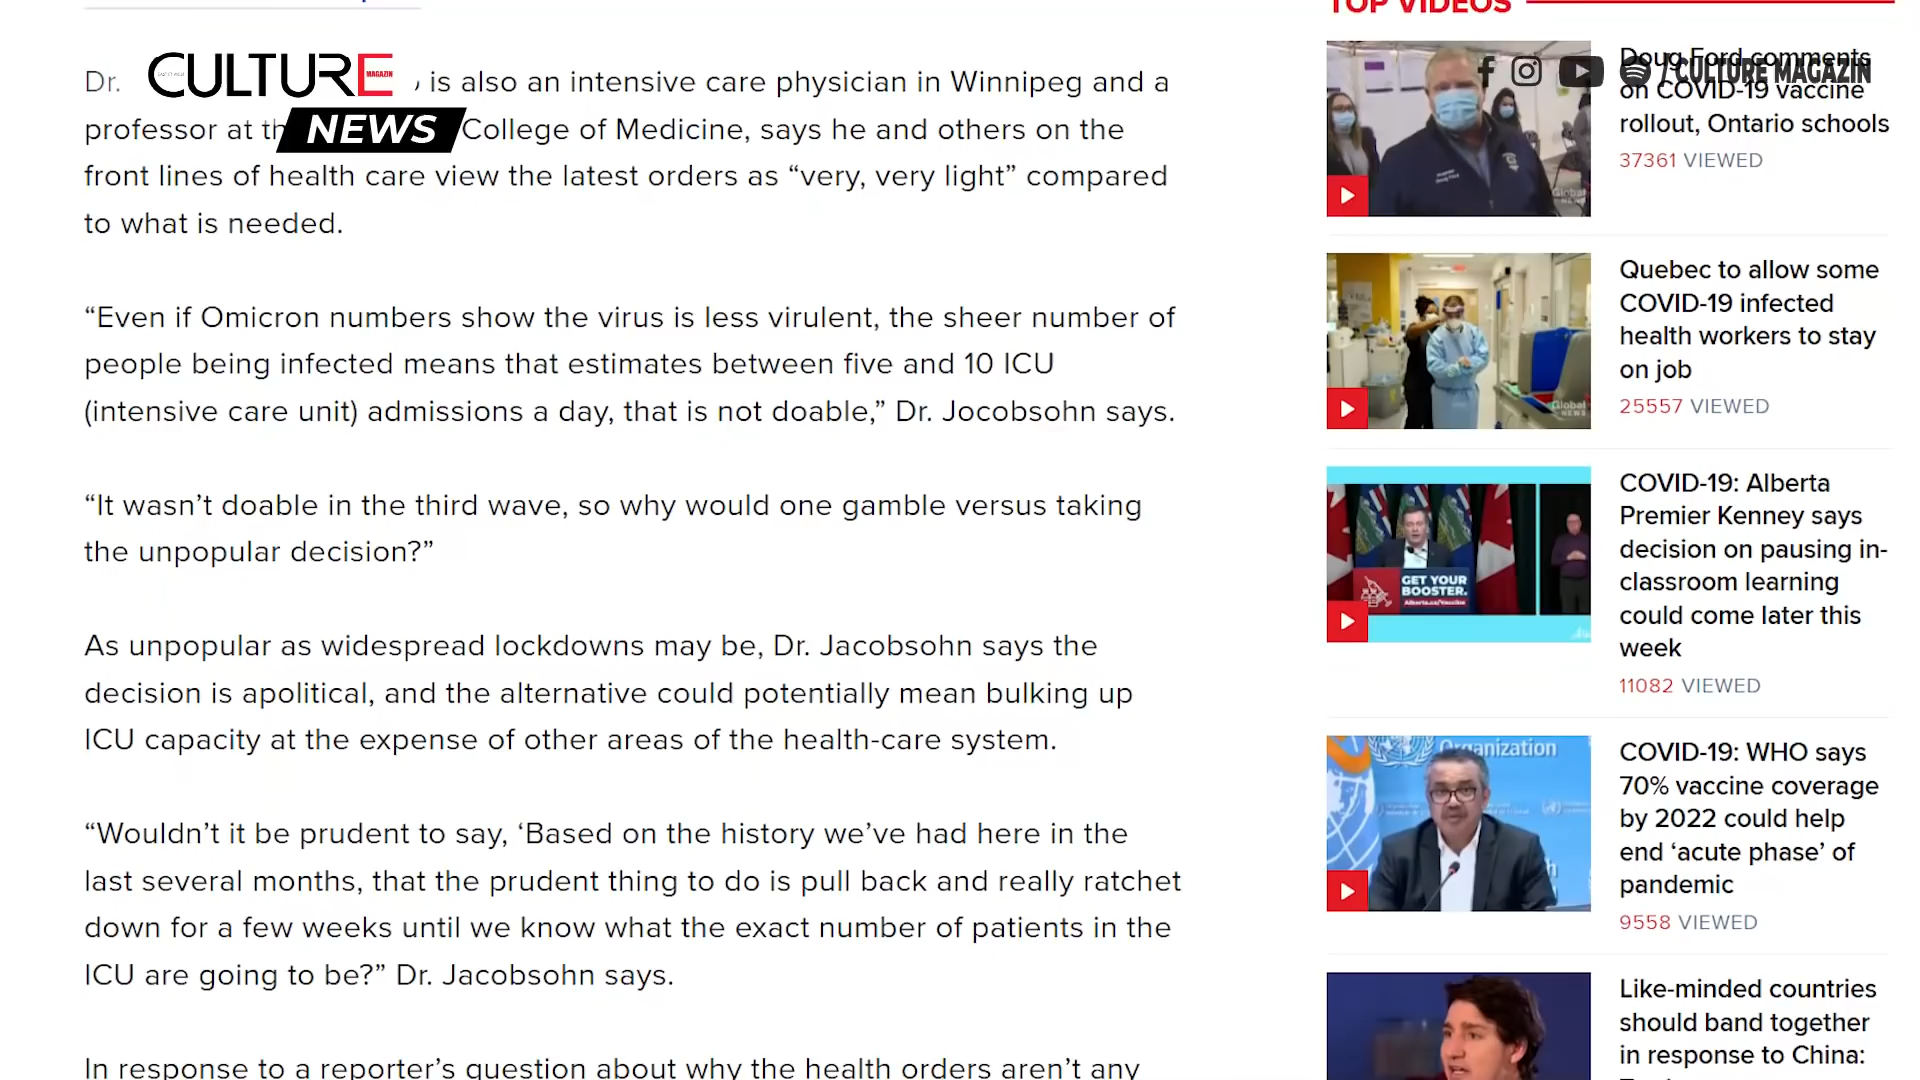 TOP VIDEOS
CULTURE
MAGAZIN
NEWS
/ CULTURE MAGAZIN
Dr. is also an intensive care physician in Winnipeg and a
professor at th College of Medicine, says he and others on the
front lines of health care view the latest orders as “very, very light” compared
to what is needed.
“Even if Omicron numbers show the virus is less virulent, the sheer number of
people being infected means that estimates between five and 10 ICU
(intensive care unit) admissions a day, that is not doable,” Dr. Jocobsohn says.
“It wasn’t doable in the third wave, so why would one gamble versus taking
the unpopular decision?”
As unpopular as widespread lockdowns may be, Dr. Jacobsohn says the
decision is apolitical, and the alternative could potentially mean bulking up
ICU capacity at the expense of other areas of the health-care system.
“Wouldn’t it be prudent to say, ‘Based on the history we’ve had here in the
last several months, that the prudent thing to do is pull back and really ratchet
down for a few weeks until we know what the exact number of patients in the
ICU are going to be?” Dr. Jacobsohn says.
In response to a reporter’s question about why the health orders aren’t any
Doug Ford comments
on COVID-19 vaccine
rollout, Ontario schools
37361 VIEWED
Global
NEWS
Quebec to allow some
COVID-19 infected
health workers to stay
on job
25557 VIEWED
Global
NEWS
COVID-19: Alberta
Premier Kenney says
decision on pausing in-
classroom learning
could come later this
week
11082 VIEWED
GET YOUR
BOOSTER.
Alberta.ca/Vaccine
COVID-19: WHO says
70% vaccine coverage
by 2022 could help
end ‘acute phase’ of
pandemic
9558 VIEWED
Organization
Like-minded countries
should band together
in response to China: